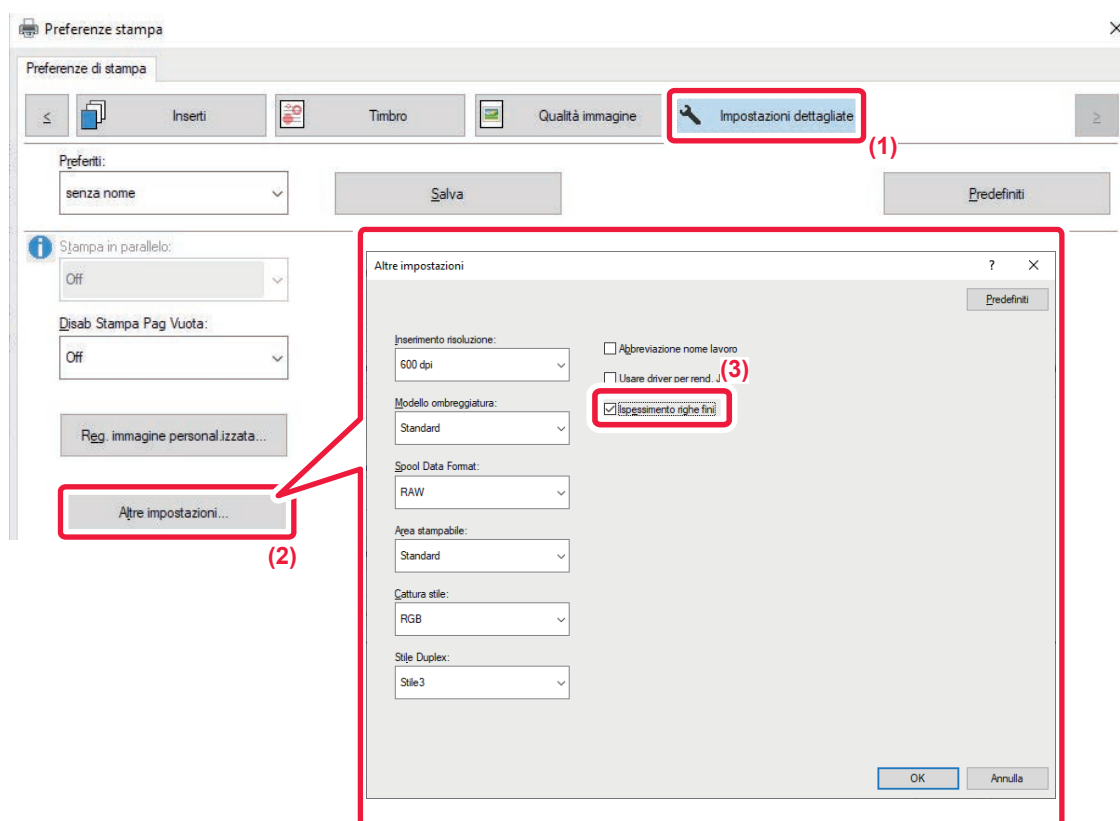 Preferenze stampa
Preferenze di stampa
< Inserti Timbro Qualità immagine Impostazioni dettagliate >
(1)
Preferiti:
senza nome Salva Predefiniti
Stampa in parallelo:
Off
Disab Stampa Pag Vuota:
Off
Reg. immagine personal.izzata...
Altre impostazioni...
(2)
Altre impostazioni ?
Predefiniti
Inserimento risoluzione:
600 dpi
Modello ombreggiatura:
Standard
Spool Data Format:
RAW
Area stampabile:
Standard
Cattura stile:
RGB
Stile Duplex:
Stile3
Abbreviazione nome lavoro
(3)
Usare driver per rend. J
Ispessimento righe fini
OK Annulla